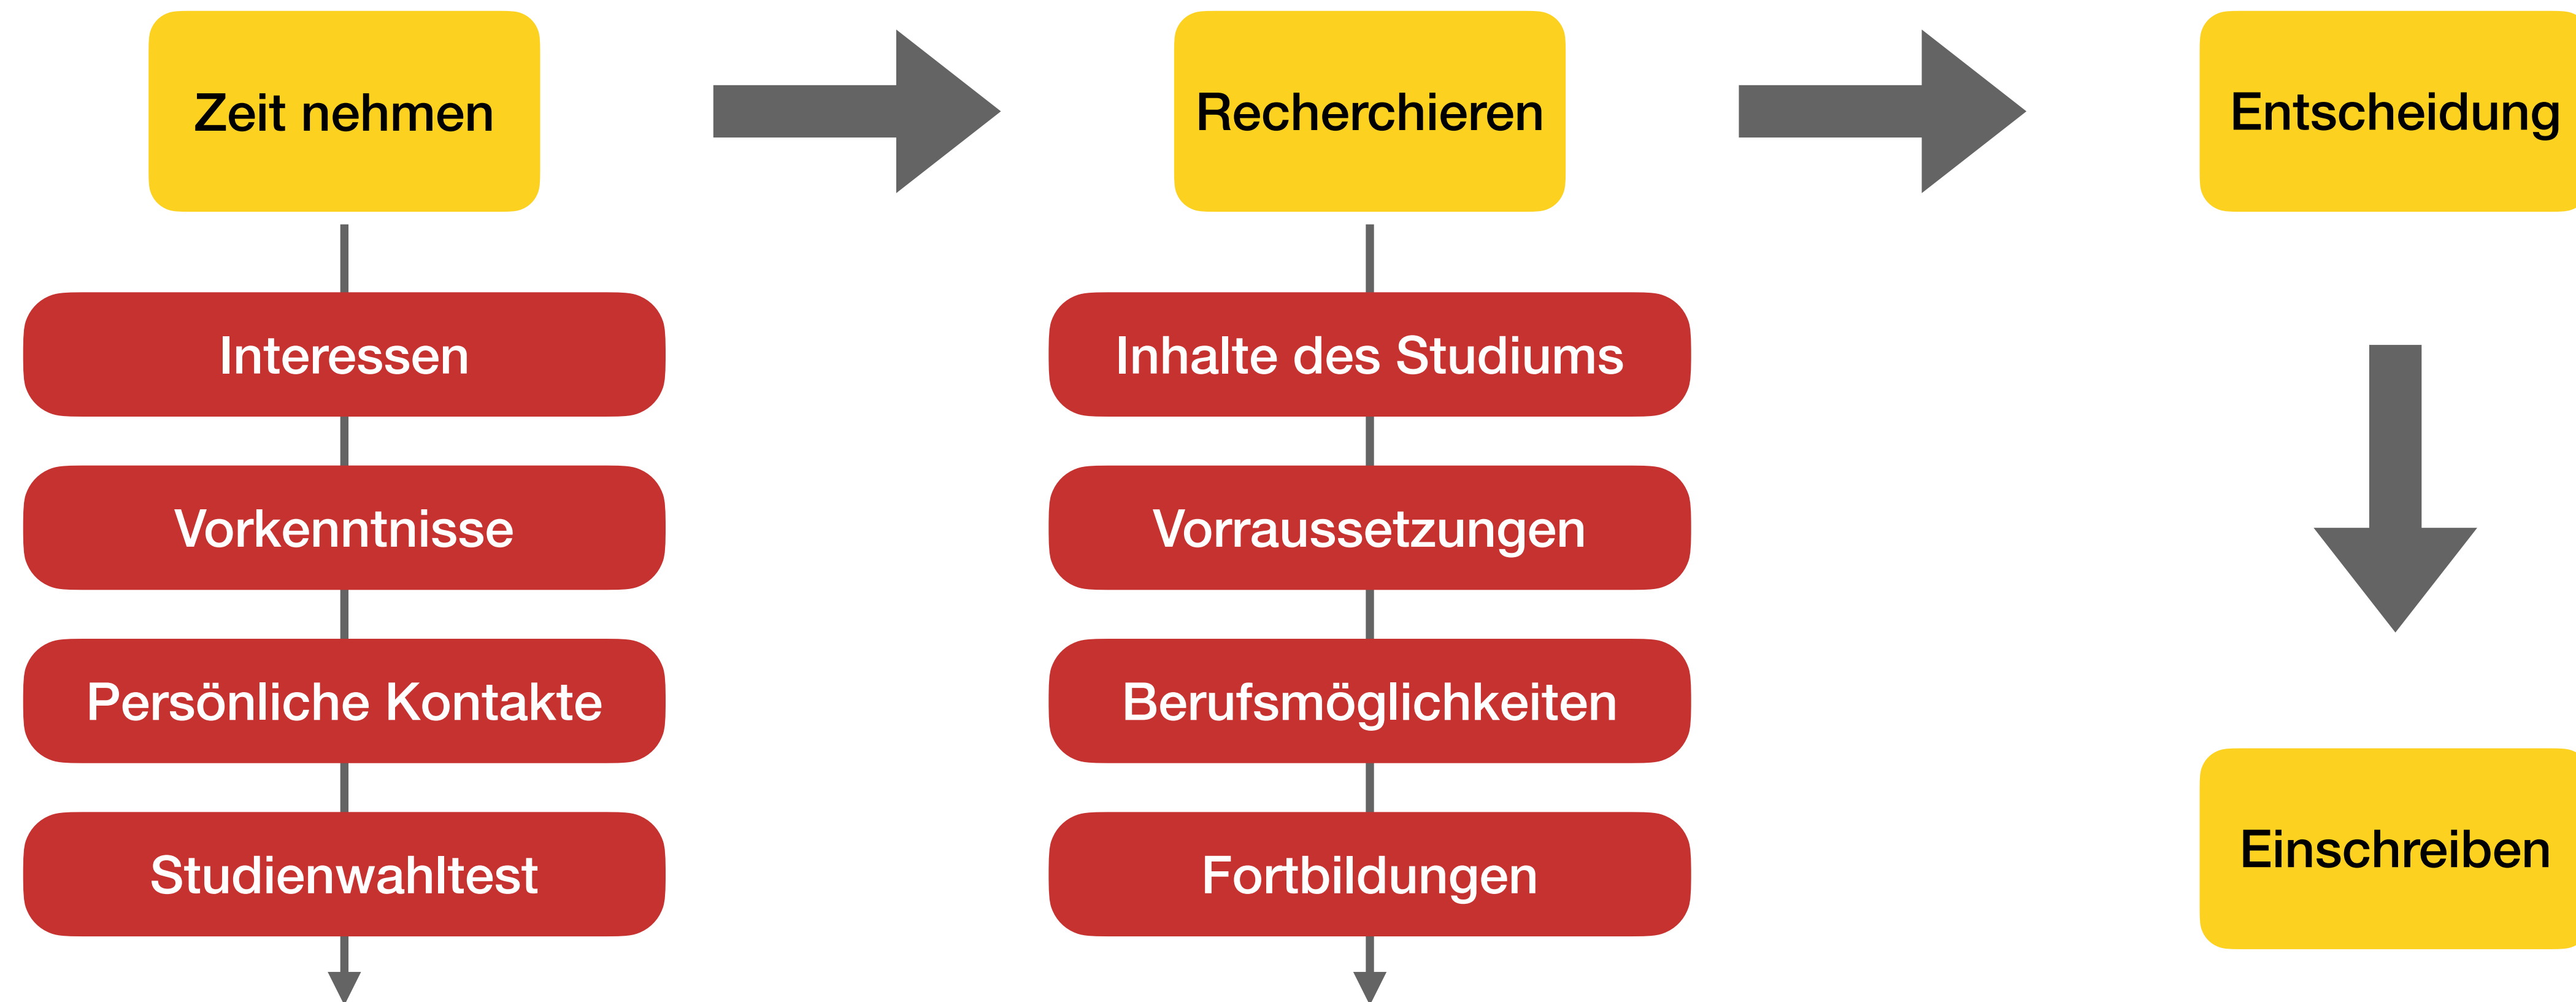 Zeit nehmen
Recherchieren
Entscheidung
Interessen
Inhalte des Studiums
Vorkenntnisse
Vorraussetzungen
Persönliche Kontakte
Berufsmöglichkeiten
Studienwahltest
Fortbildungen
Einschreiben